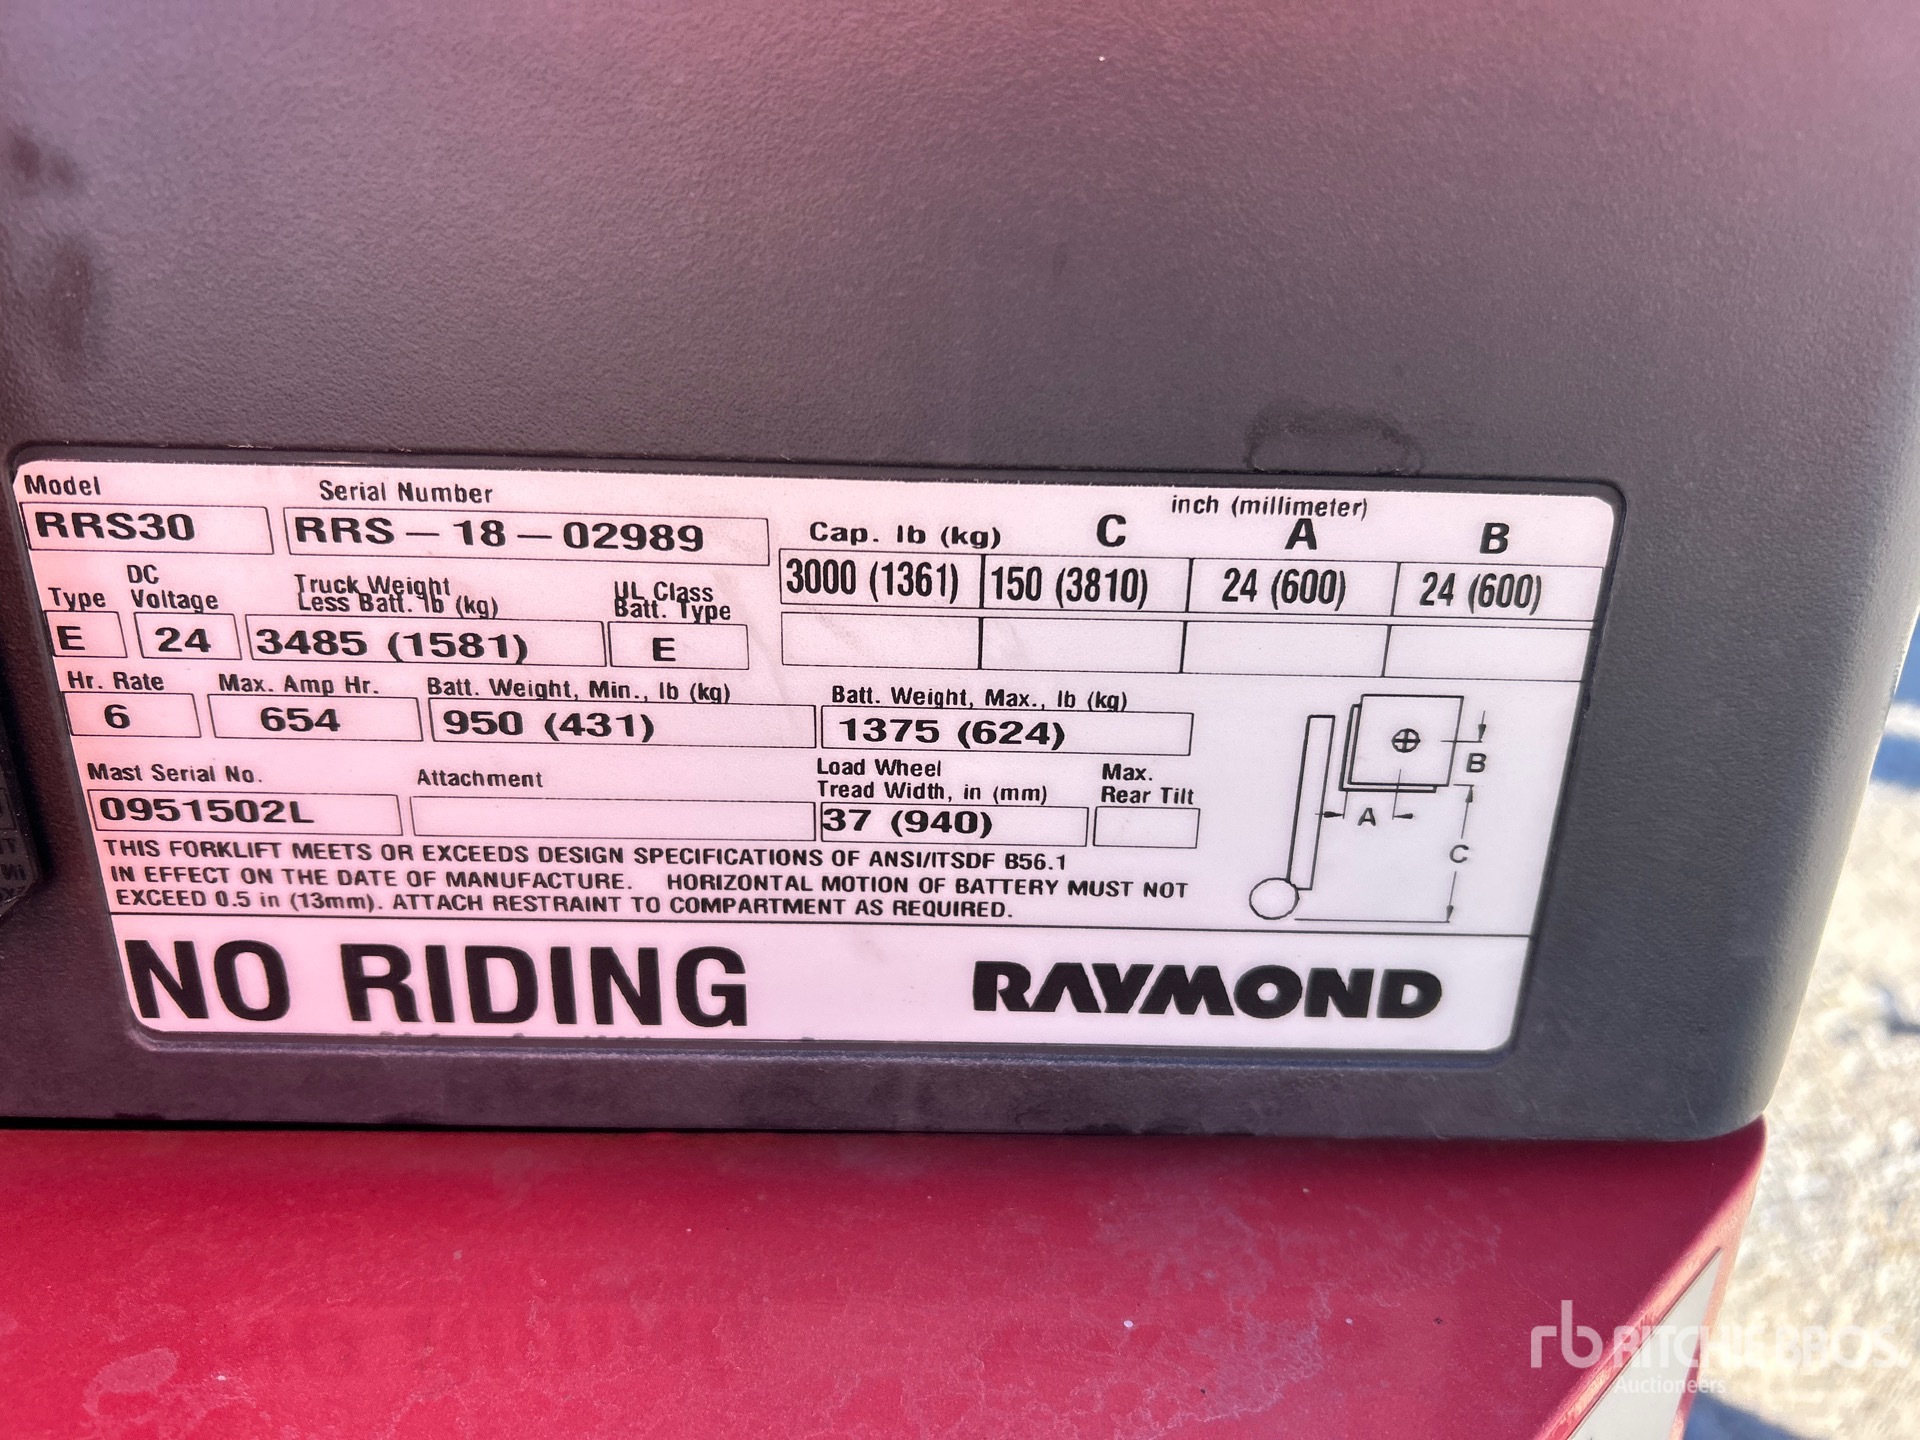 Model Serial Number inch (millimeter)
RRS30 RRS-18-02989 Cap. lb (kg) C A B
3000 (1361) 150 (3810) 24 (600) 24 (600)
Type DC Voltage Truck Weight Less Batt. lb (kg) UL Class Batt. Type
E 24 3485 (1581) E
Hr. Rate Max. Amp Hr. Batt. Weight, Min., lb (kg) Batt. Weight, Max., lb (kg)
6 654 950 (431) 1375 (624)
Mast Serial No. Attachment Load Wheel Tread Width, in (mm) Max. Rear Tilt
0951502L 37 (940)
B
A
C
THIS FORKLIFT MEETS OR EXCEEDS DESIGN SPECIFICATIONS OF ANSI/ITSDF B56.1
IN EFFECT ON THE DATE OF MANUFACTURE. HORIZONTAL MOTION OF BATTERY MUST NOT
EXCEED 0.5 in (13mm). ATTACH RESTRAINT TO COMPARTMENT AS REQUIRED.
NO RIDING RAYMOND
rb RITCHIE BROS.
Auctioneers